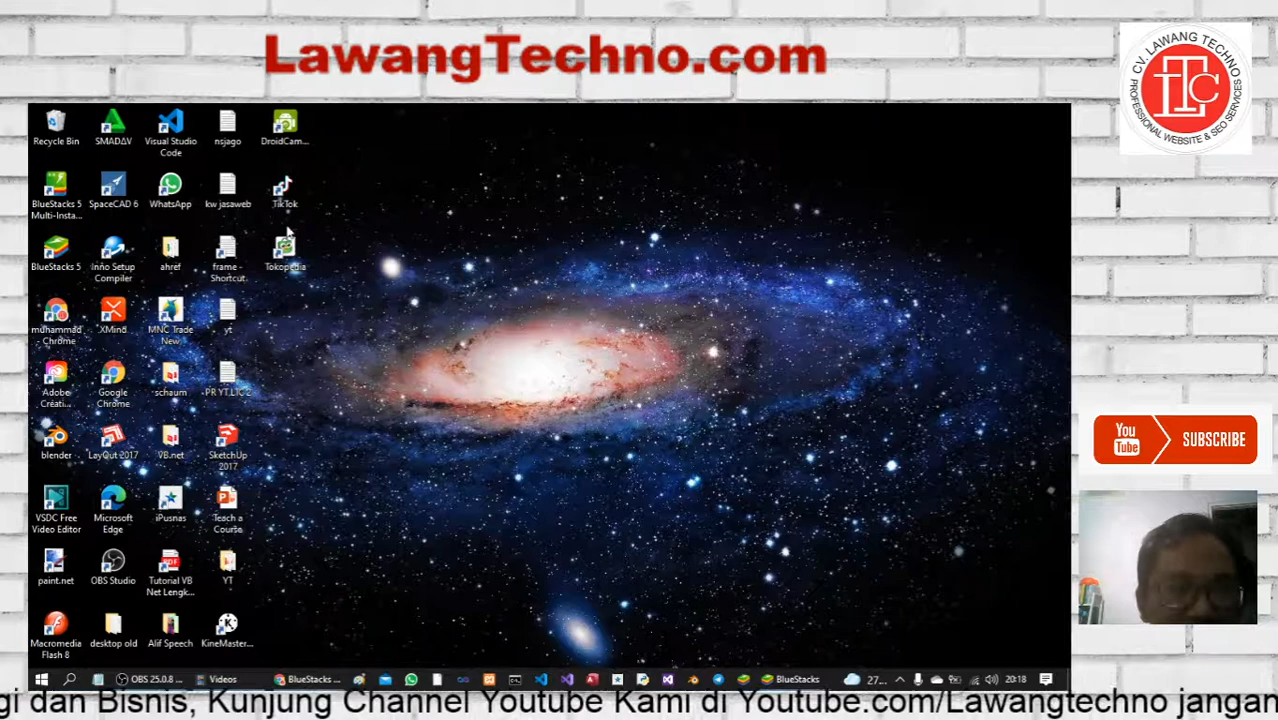 LawangTechno.com
CV. LAWANG TECHNO
PROFESSIONAL WEBSITE & SEO SERVICES
LTC
Recycle Bin
SMADΔV
Visual Studio
Code
nsjago
DroidCam...
BlueStacks 5
Multi-Insta...
SpaceCAD 6
WhatsApp
kw jasaweb
TikTok
BlueStacks 5
Inno Setup
Compiler
ahref
frame -
Shortcut
Tokopedia
muhammad
Chrome
XMind
MNC Trade
New
yt
Adobe
Creati...
Google
Chrome
schaum
PR YT LTC 2
blender
LayOut 2017
VB.net
SketchUp
2017
VSDC Free
Video Editor
Microsoft
Edge
iPusnas
Teach a
Course
paint.net
OBS Studio
Tutorial VB
Net Lengk...
YT
Macromedia
Flash 8
desktop old
Alif Speech
KineMaster...
You
Tube
SUBSCRIBE
OBS 25.0.8 ...
Videos
BlueStacks ...
BlueStacks
27...
20:18
gi dan Bisnis, Kunjung Channel Youtube Kami di Youtube.com/Lawangtechno jangan